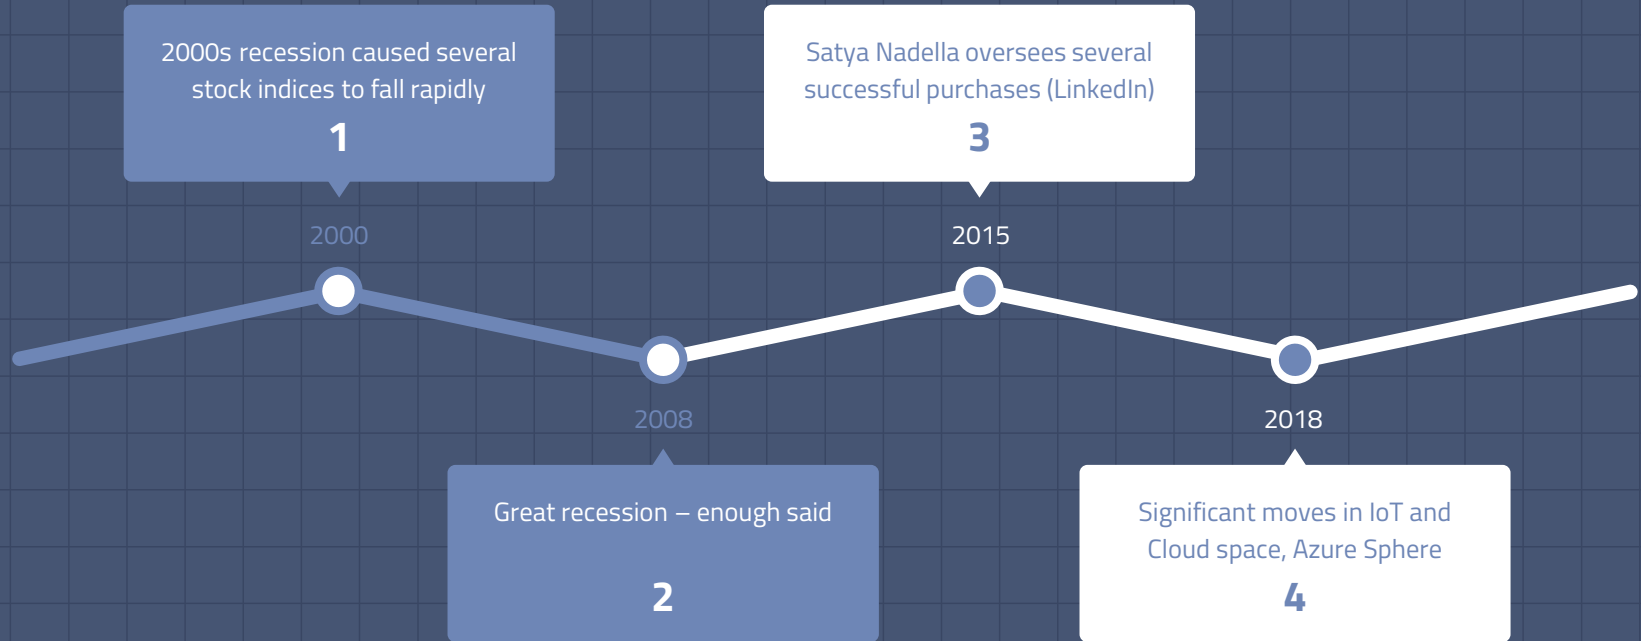 2000s recession caused several
stock indices to fall rapidly
1
2000
2008
Great recession – enough said
2
Satya Nadella oversees several
successful purchases (LinkedIn)
3
2015
2018
Significant moves in IoT and
Cloud space, Azure Sphere
4